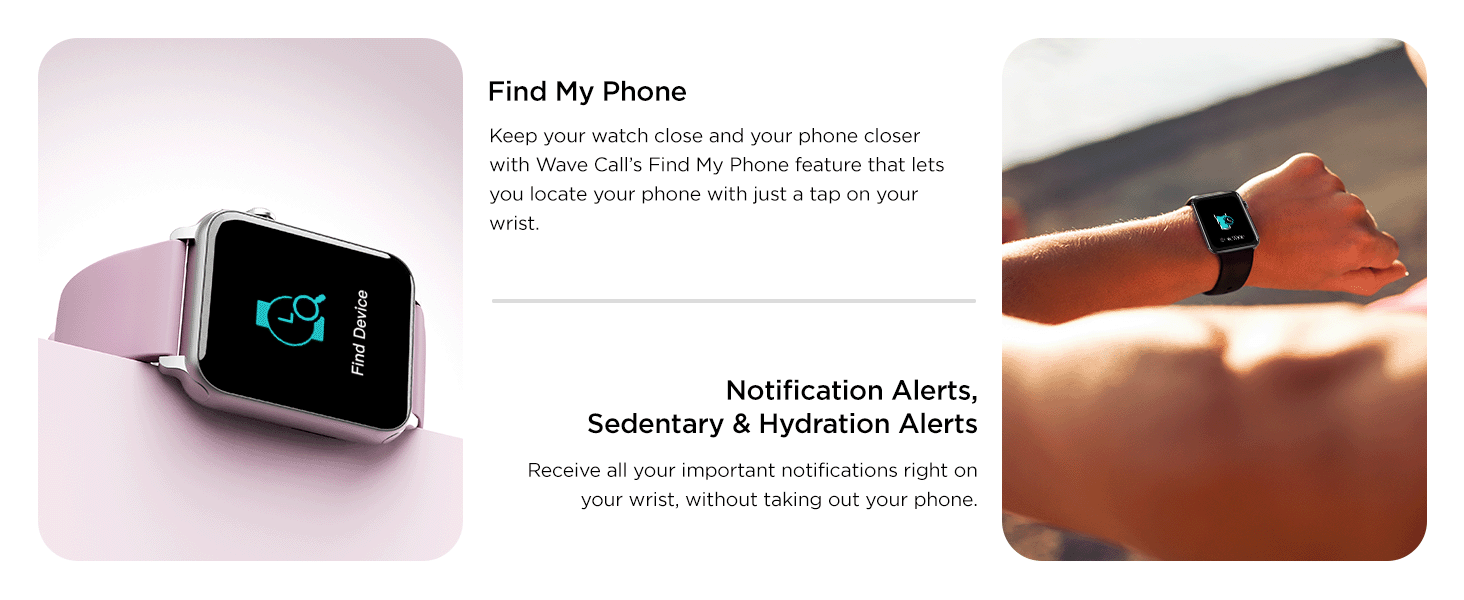 Find My Phone
Keep your watch close and your phone closer
with Wave Call’s Find My Phone feature that lets
you locate your phone with just a tap on your
wrist.
Find Device
Notification Alerts,
Sedentary & Hydration Alerts
Receive all your important notifications right on
your wrist, without taking out your phone.